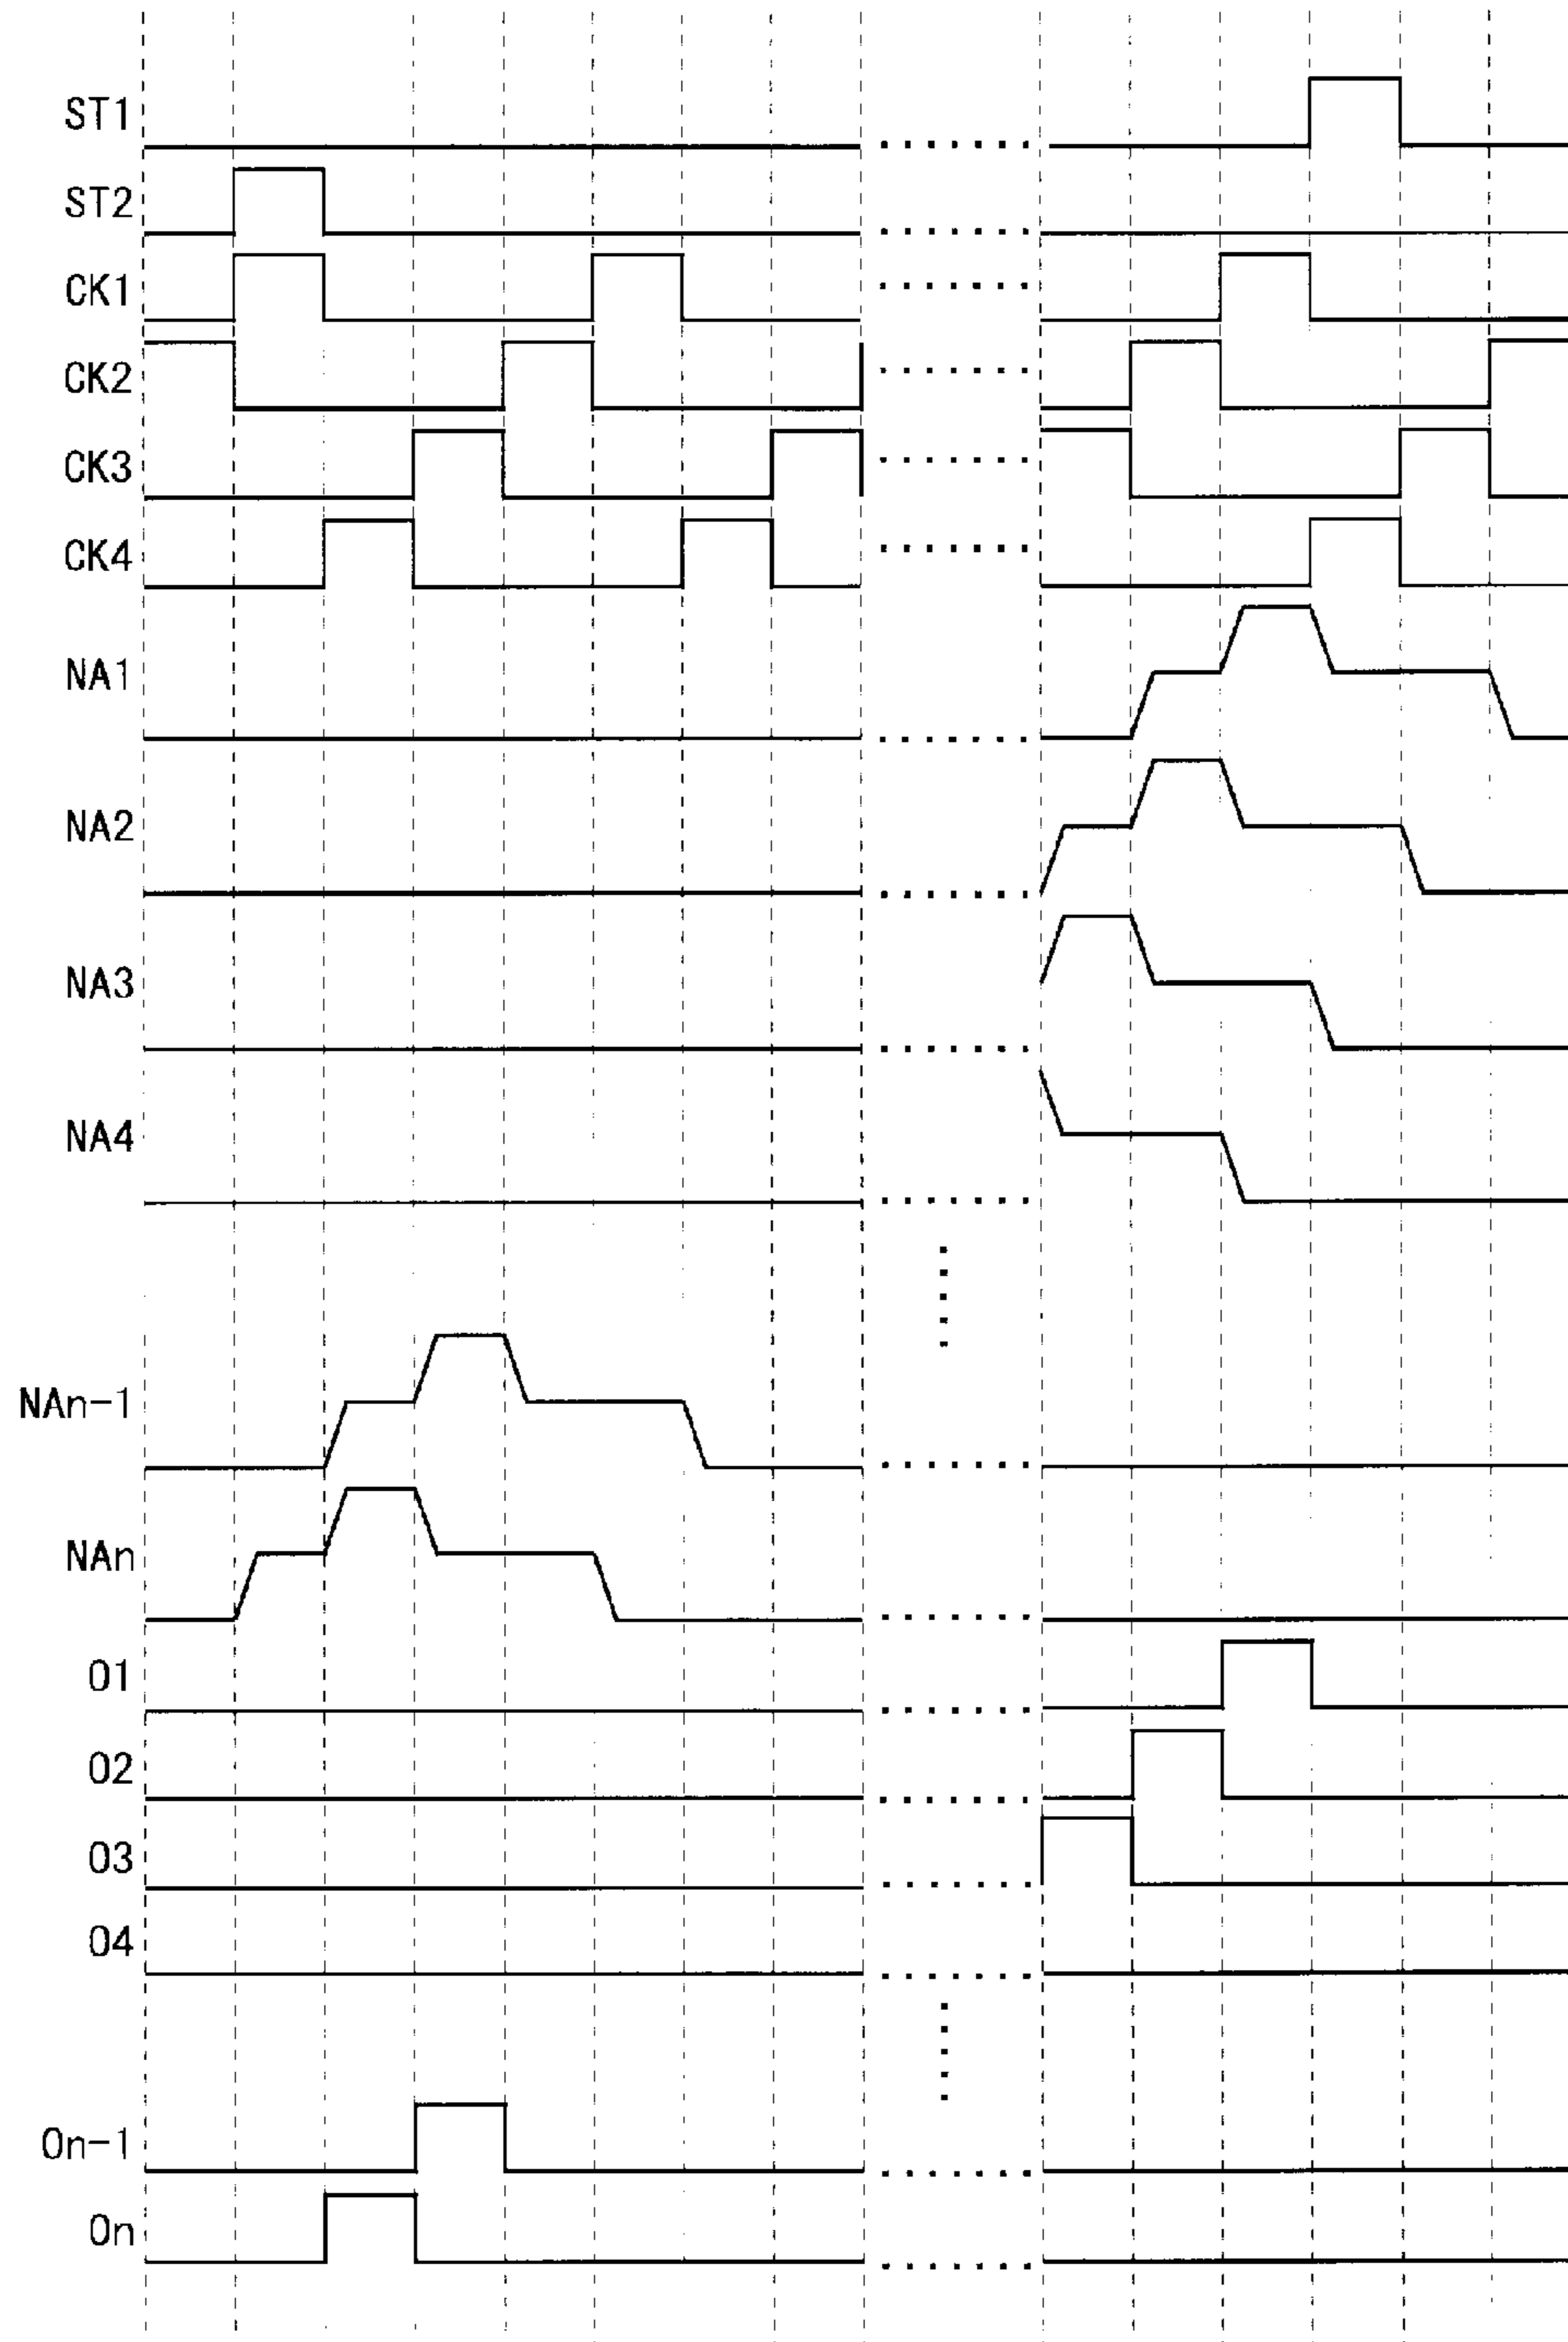 ST1
ST2
CK1
CK2
CK3
CK4
NA1
NA2
NA3
NA4
NAn-1
NAn
O1
O2
O3
O4
On-1
On